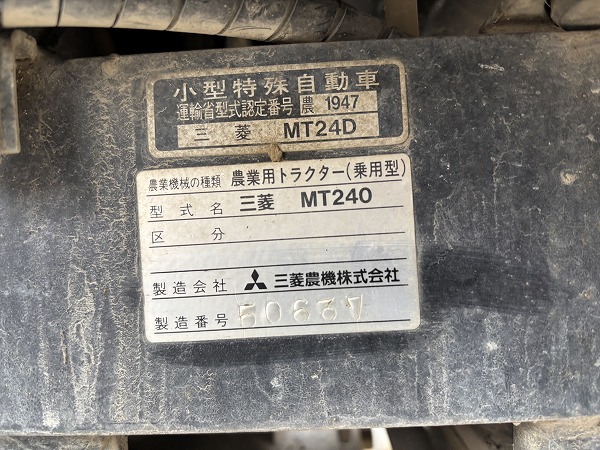 小型特殊自動車
運輸省型式認定番号 農 1947
三菱 MT24D
農業機械の種類 農業用トラクター(乗用型)
型式名 三菱 MT240
区分
製造会社 三菱農機株式会社
製造番号 50637